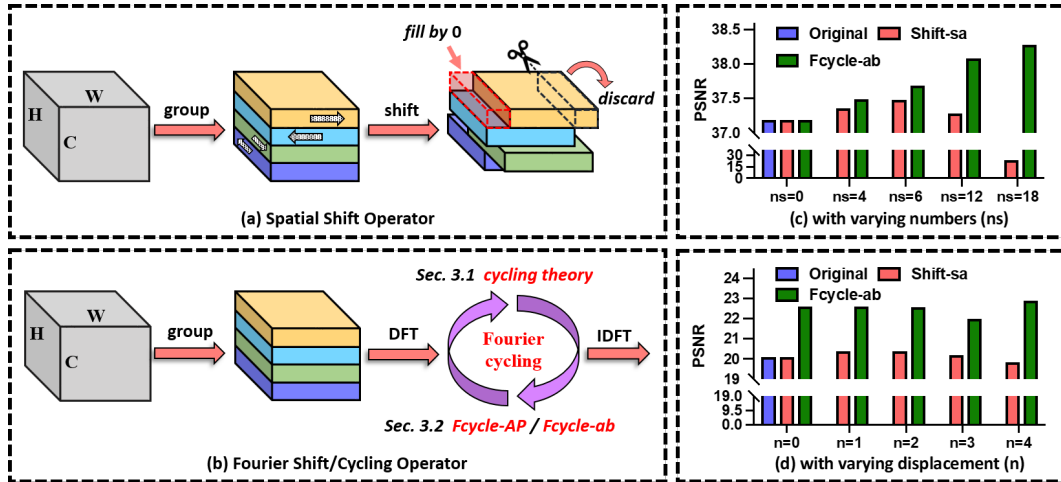 fill by 0
W
H
C
group
shift
discard
(a) Spatial Shift Operator
Original
Shift-sa
Fcycle-ab
PSNR
38.5
38.0
37.5
37.0
30
15
0
ns=0
ns=4
ns=6
ns=12
ns=18
(c) with varying numbers (ns)
Sec. 3.1 cycling theory
W
H
C
group
DFT
Fourier
cycling
IDFT
Sec. 3.2 Fcycle-AP / Fcycle-ab
(b) Fourier Shift/Cycling Operator
Original
Shift-sa
Fcycle-ab
PSNR
24
23
22
21
20
19
19.0
9.5
0.0
n=0
n=1
n=2
n=3
n=4
(d) with varying displacement (n)